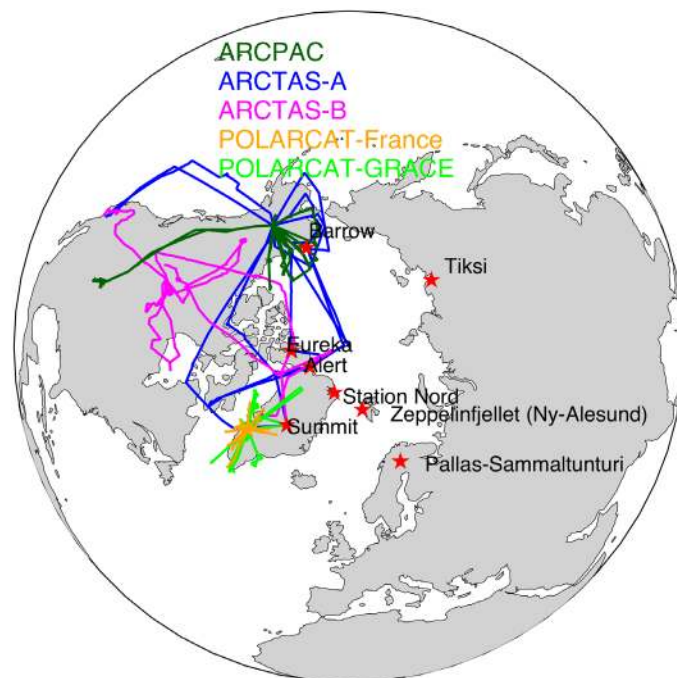 ARCPAC
ARCTAS-A
ARCTAS-B
POLARCAT-France
POLARCAT-GRACE
Barrow
Tiksi
Eureka
Alert
Station Nord
Zeppelinfjellet (Ny-Alesund)
Summit
Pallas-Sammaltunturi